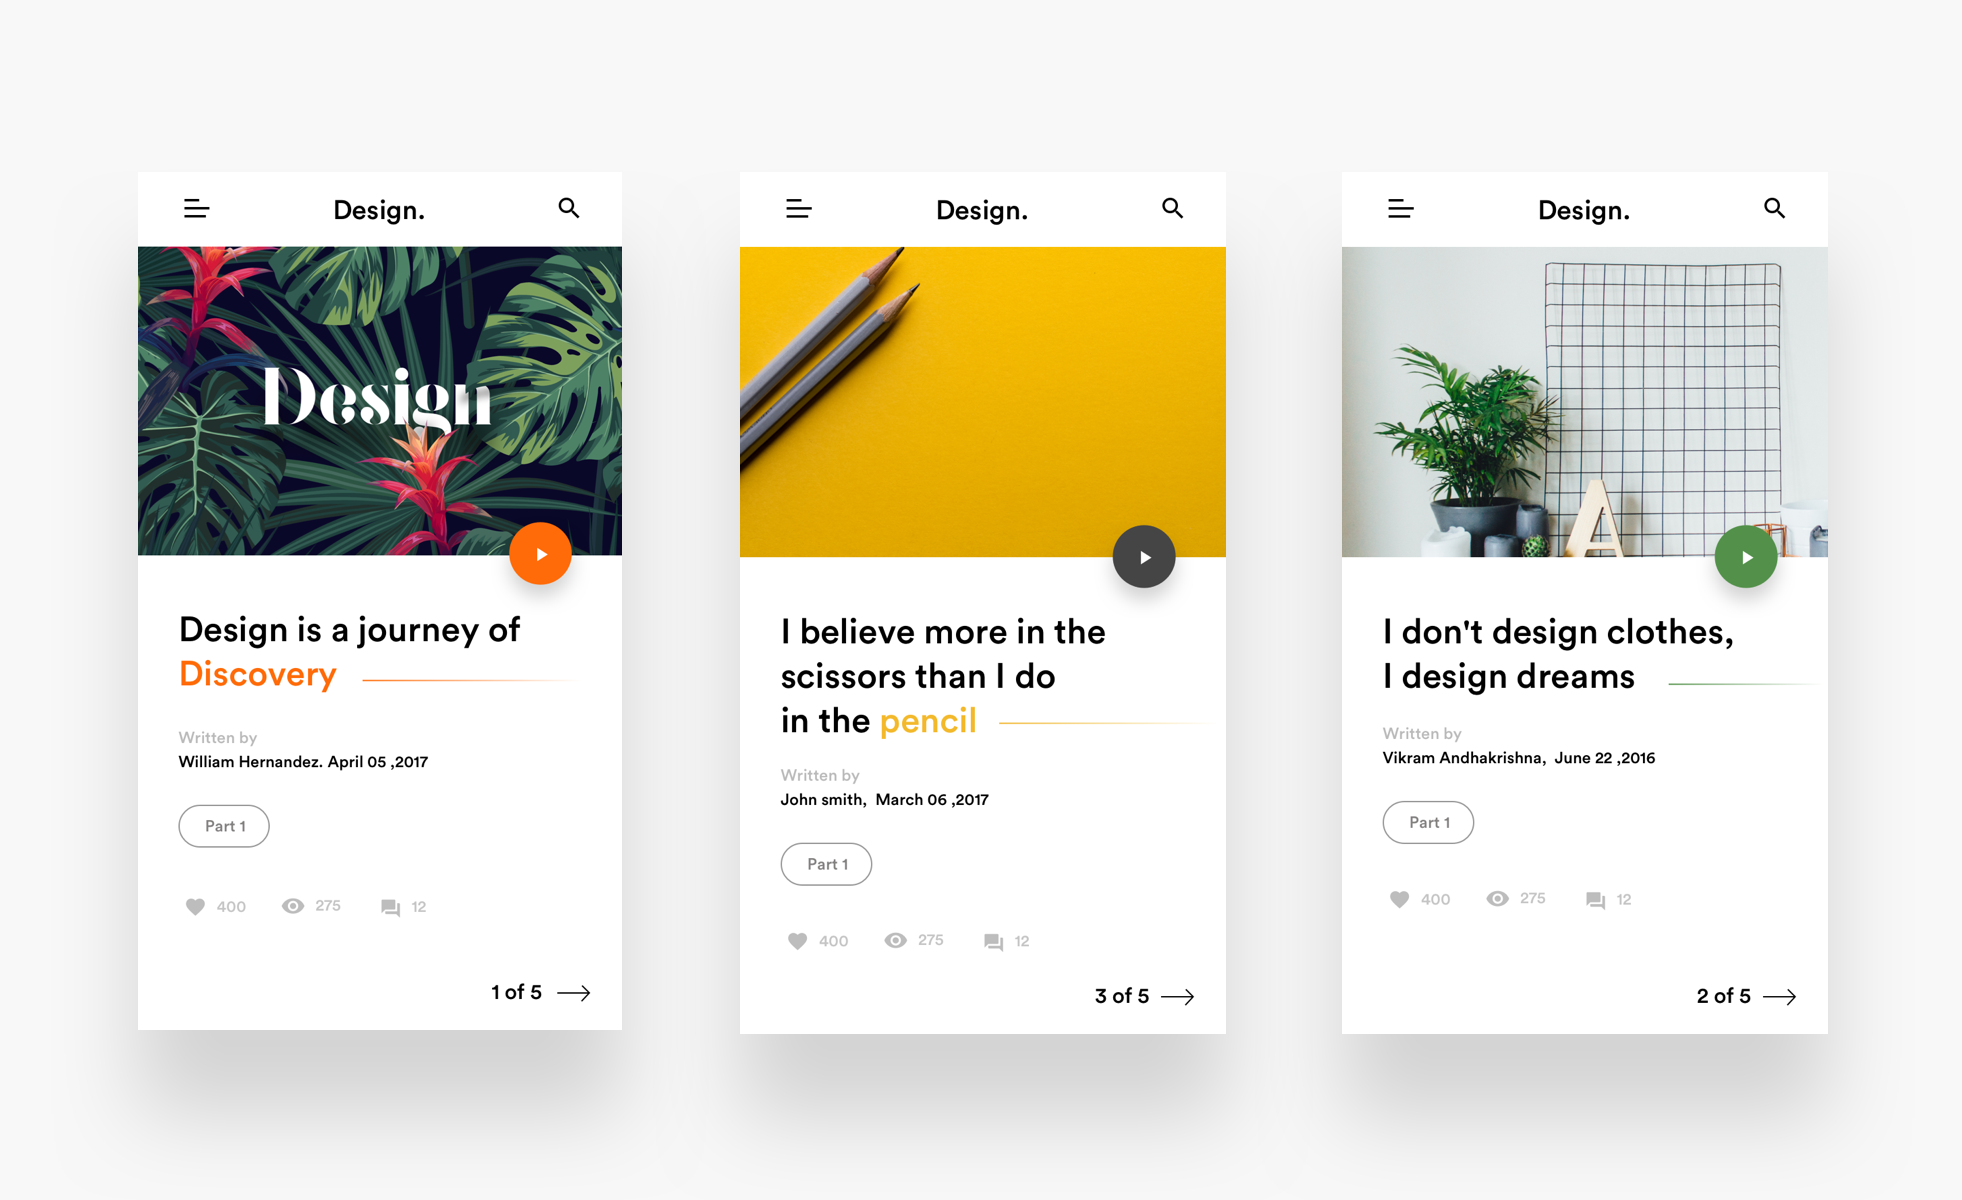 Design.
Design
Design is a journey of
Discovery
Written by
William Hernandez. April 05 ,2017
Part 1
400 275 12
1 of 5
Design.
I believe more in the
scissors than I do
in the pencil
Written by
John smith, March 06 ,2017
Part 1
400 275 12
3 of 5
Design.
A
I don't design clothes,
I design dreams
Written by
Vikram Andhakrishna, June 22 ,2016
Part 1
400 275 12
2 of 5